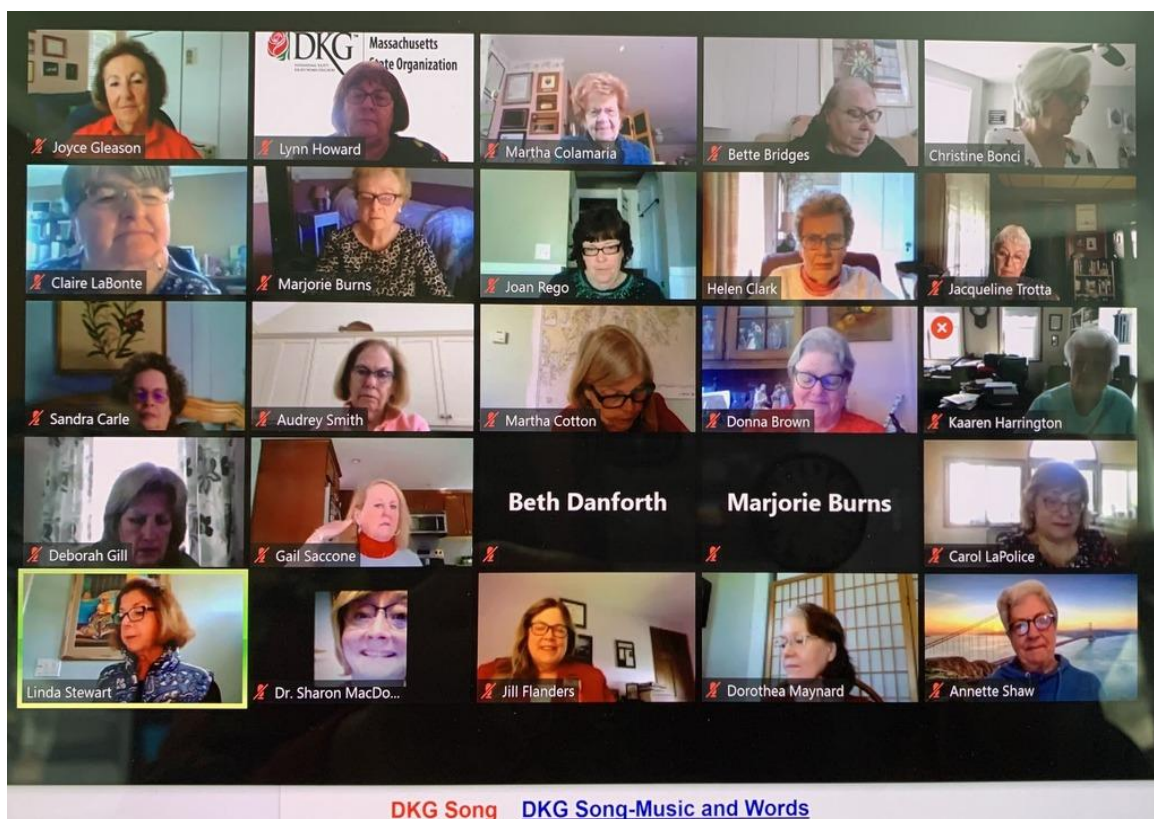 DKG
Massachusetts
State Organization
Joyce Gleason
Lynn Howard
Martha Colamaria
Bette Bridges
Christine Bonci
Claire LaBonte
Marjorie Burns
Joan Rego
Helen Clark
Jacqueline Trotta
Sandra Carle
Audrey Smith
Martha Cotton
Donna Brown
Kaaren Harrington
Deborah Gill
Gail Saccone
Beth Danforth
Marjorie Burns
Carol LaPolice
Linda Stewart
Dr. Sharon MacDo...
Jill Flanders
Dorothea Maynard
Annette Shaw
DKG Song DKG Song-Music and Words